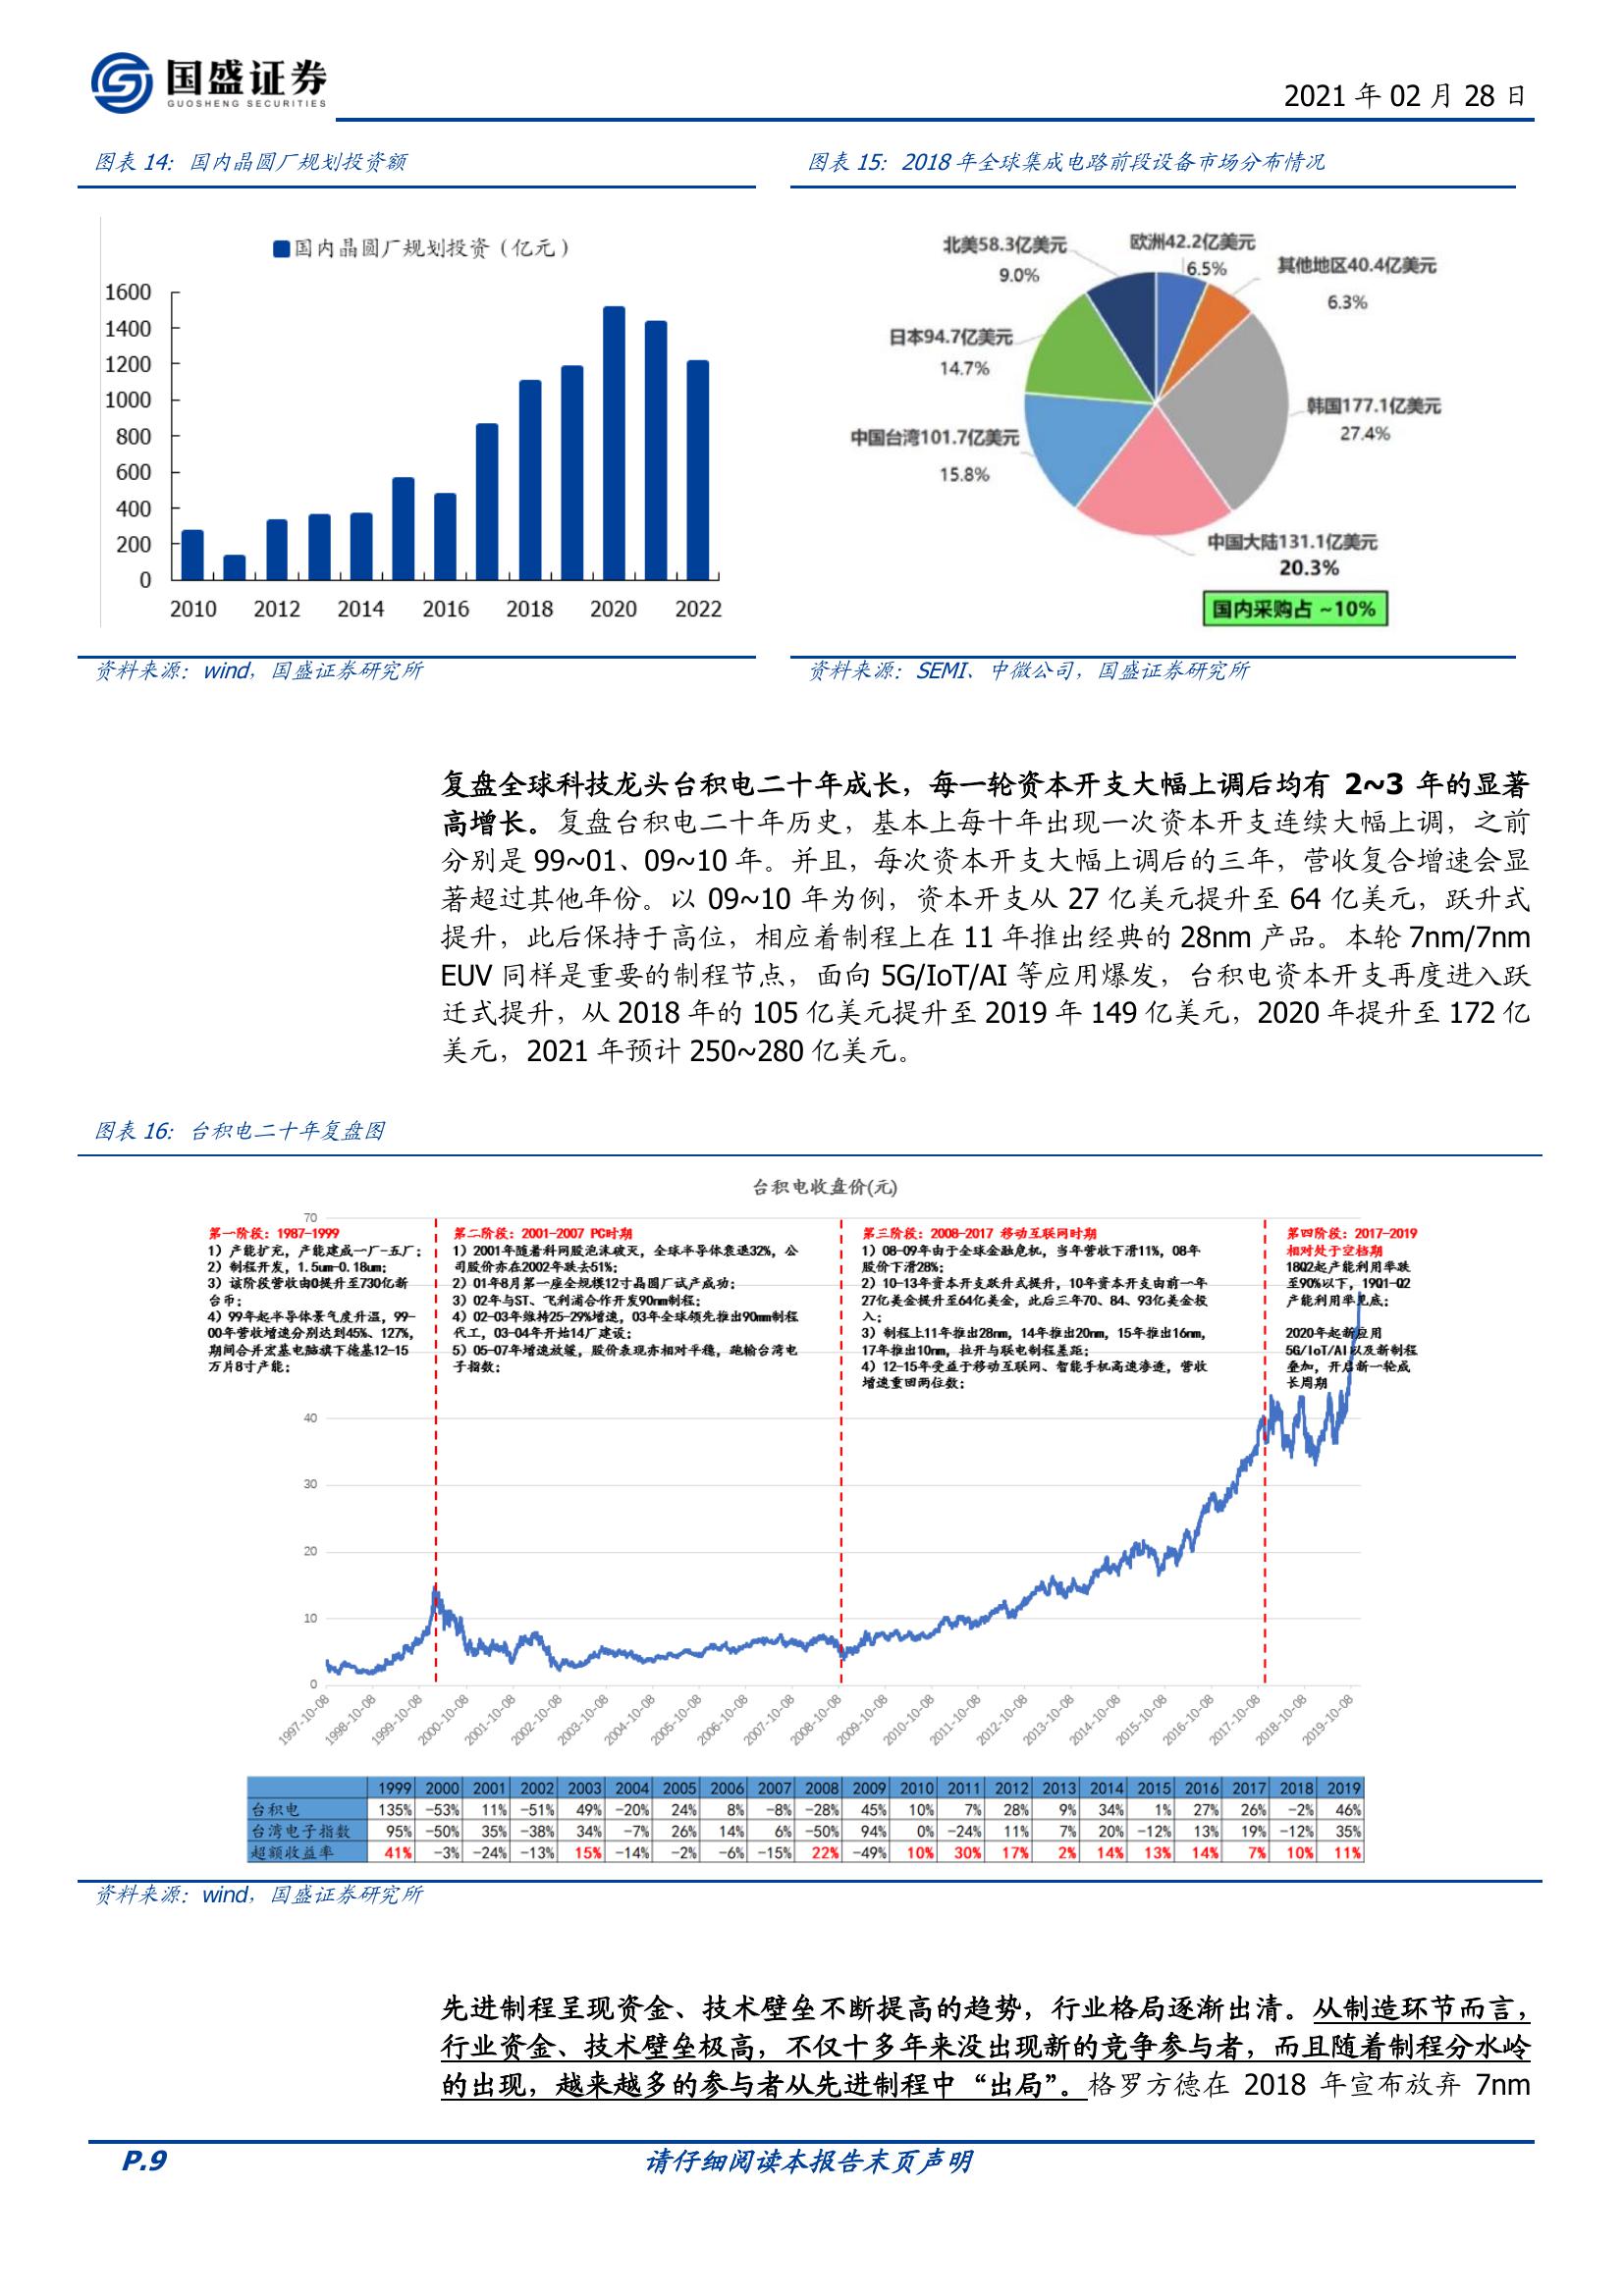 国盛证券
GUOSHENG SECURITIES
2021 年 02 月 28 日
图表 14：国内晶圆厂规划投资额
国内晶圆厂规划投资（亿元）
1600
1400
1200
1000
800
600
400
200
0
2010 2012 2014 2016 2018 2020 2022
资料来源：wind，国盛证券研究所
图表 15：2018 年全球集成电路前段设备市场分布情况
北美58.3亿美元
9.0%
欧洲42.2亿美元
6.5%
其他地区40.4亿美元
6.3%
日本94.7亿美元
14.7%
韩国177.1亿美元
27.4%
中国台湾101.7亿美元
15.8%
中国大陆131.1亿美元
20.3%
国内采购占 ~10%
资料来源：SEMI、中微公司，国盛证券研究所
复盘全球科技龙头台积电二十年成长，每一轮资本开支大幅上调后均有 2~3 年的显著
高增长。复盘台积电二十年历史，基本上每十年出现一次资本开支连续大幅上调，之前
分别是 99~01、09~10 年。并且，每次资本开支大幅上调后的三年，营收复合增速会显
著超过其他年份。以 09~10 年为例，资本开支从 27 亿美元提升至 64 亿美元，跃升式
提升，此后保持于高位，相应着制程上在 11 年推出经典的 28nm 产品。本轮 7nm/7nm
EUV 同样是重要的制程节点，面向 5G/IoT/AI 等应用爆发，台积电资本开支再度进入跃
迁式提升，从 2018 年的 105 亿美元提升至 2019 年 149 亿美元，2020 年提升至 172 亿
美元，2021 年预计 250~280 亿美元。
图表 16：台积电二十年复盘图
台积电收盘价(元)
70
40
30
20
10
0
第一阶段：1987-1999
1）产能扩充，产能建成一厂-五厂；
2）制程开发，1.5um-0.18um；
3）该阶段营收由0提升至730亿新
台币；
4）99年起半导体景气度升温，99-
00年营收增速分别达到45%、127%，
期间合并宏基电脑旗下德基12-15
万片8寸产能；
第二阶段：2001-2007 PC时期
1）2001年随着科网股泡沫破灭，全球半导体衰退32%，公
司股价亦在2002年跌去51%；
2）01年8月第一座全规模12寸晶圆厂试产成功；
3）02年与ST、飞利浦合作开发90nm制程；
4）02-03年维持25-29%增速，03年全球领先推出90nm制程
代工，03-04年开始14厂建设；
5）05-07年增速放缓，股价表现亦相对平稳，跑输台湾电
子指数；
第三阶段：2008-2017 移动互联网时期
1）08-09年由于全球金融危机，当年营收下滑11%，08年
股价下滑28%；
2）10-13年资本开支跃升式提升，10年资本开支由前一年
27亿美金提升至64亿美金，此后三年70、84、93亿美金投
入；
3）制程上11年推出28nm，14年推出20nm，15年推出16nm，
17年推出10nm，拉开与联电制程差距；
4）12-15年受益于移动互联网、智能手机高速渗透，营收
增速重回两位数；
第四阶段：2017-2019
相对处于空档期
18Q2起产能利用率跌
至90%以下，19Q1-Q2
产能利用率见底；
2020年起新应用
5G/IoT/AI以及新制程
叠加，开启新一轮成
长周期
1997-10-08 1998-10-08 1999-10-08 2000-10-08 2001-10-08 2002-10-08 2003-10-08 2004-10-08 2005-10-08 2006-10-08 2007-10-08 2008-10-08 2009-10-08 2010-10-08 2011-10-08 2012-10-08 2013-10-08 2014-10-08 2015-10-08 2016-10-08 2017-10-08 2018-10-08 2019-10-08
1999 2000 2001 2002 2003 2004 2005 2006 2007 2008 2009 2010 2011 2012 2013 2014 2015 2016 2017 2018 2019
台积电 135% -53% 11% -51% 49% -20% 24% 8% -8% -28% 45% 10% 7% 28% 9% 34% 1% 27% 26% -2% 46%
台湾电子指数 95% -50% 35% -38% 34% -7% 26% 14% 6% -50% 94% 0% -24% 11% 7% 20% -12% 13% 19% -12% 35%
超额收益率 41% -3% -24% -13% 15% -14% -2% -6% -15% 22% -49% 10% 30% 17% 2% 14% 13% 14% 7% 10% 11%
资料来源：wind，国盛证券研究所
先进制程呈现资金、技术壁垒不断提高的趋势，行业格局逐渐出清。从制造环节而言，
行业资金、技术壁垒极高，不仅十多年来没出现新的竞争参与者，而且随着制程分水岭
的出现，越来越多的参与者从先进制程中“出局”。格罗方德在 2018 年宣布放弃 7nm
P.9
请仔细阅读本报告末页声明